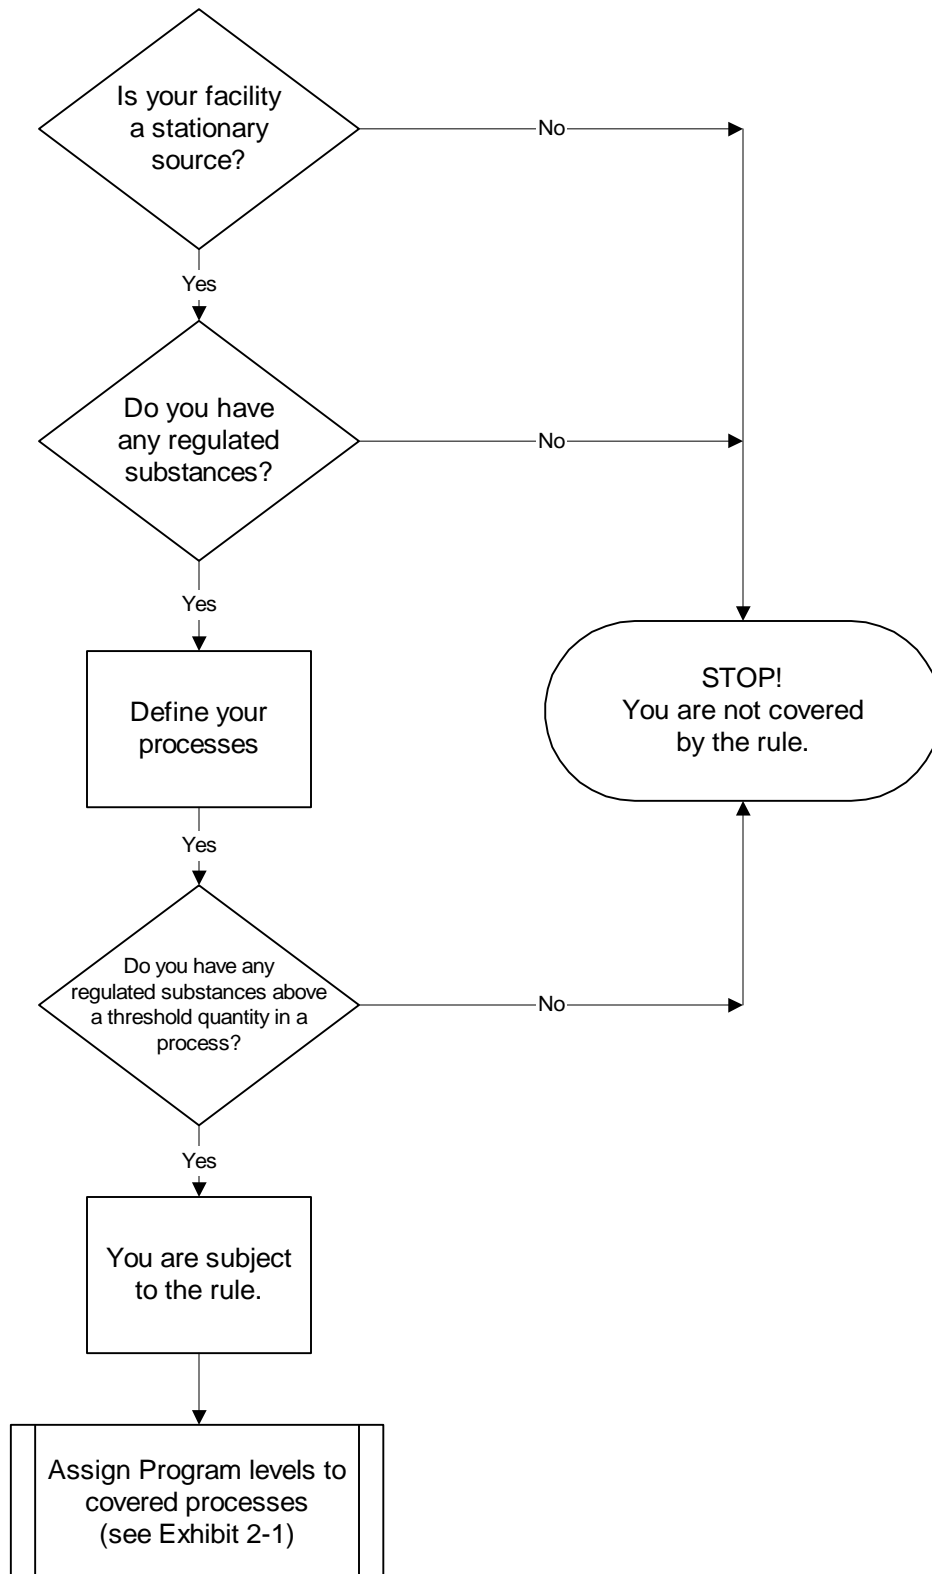 Is your facility
a stationary
source?
No
Yes
Do you have
any regulated
substances?
No
Yes
Define your
processes
STOP!
You are not covered
by the rule.
Yes
Do you have any
regulated substances above
a threshold quantity in a
process?
No
Yes
You are subject
to the rule.
Assign Program levels to
covered processes
(see Exhibit 2-1)